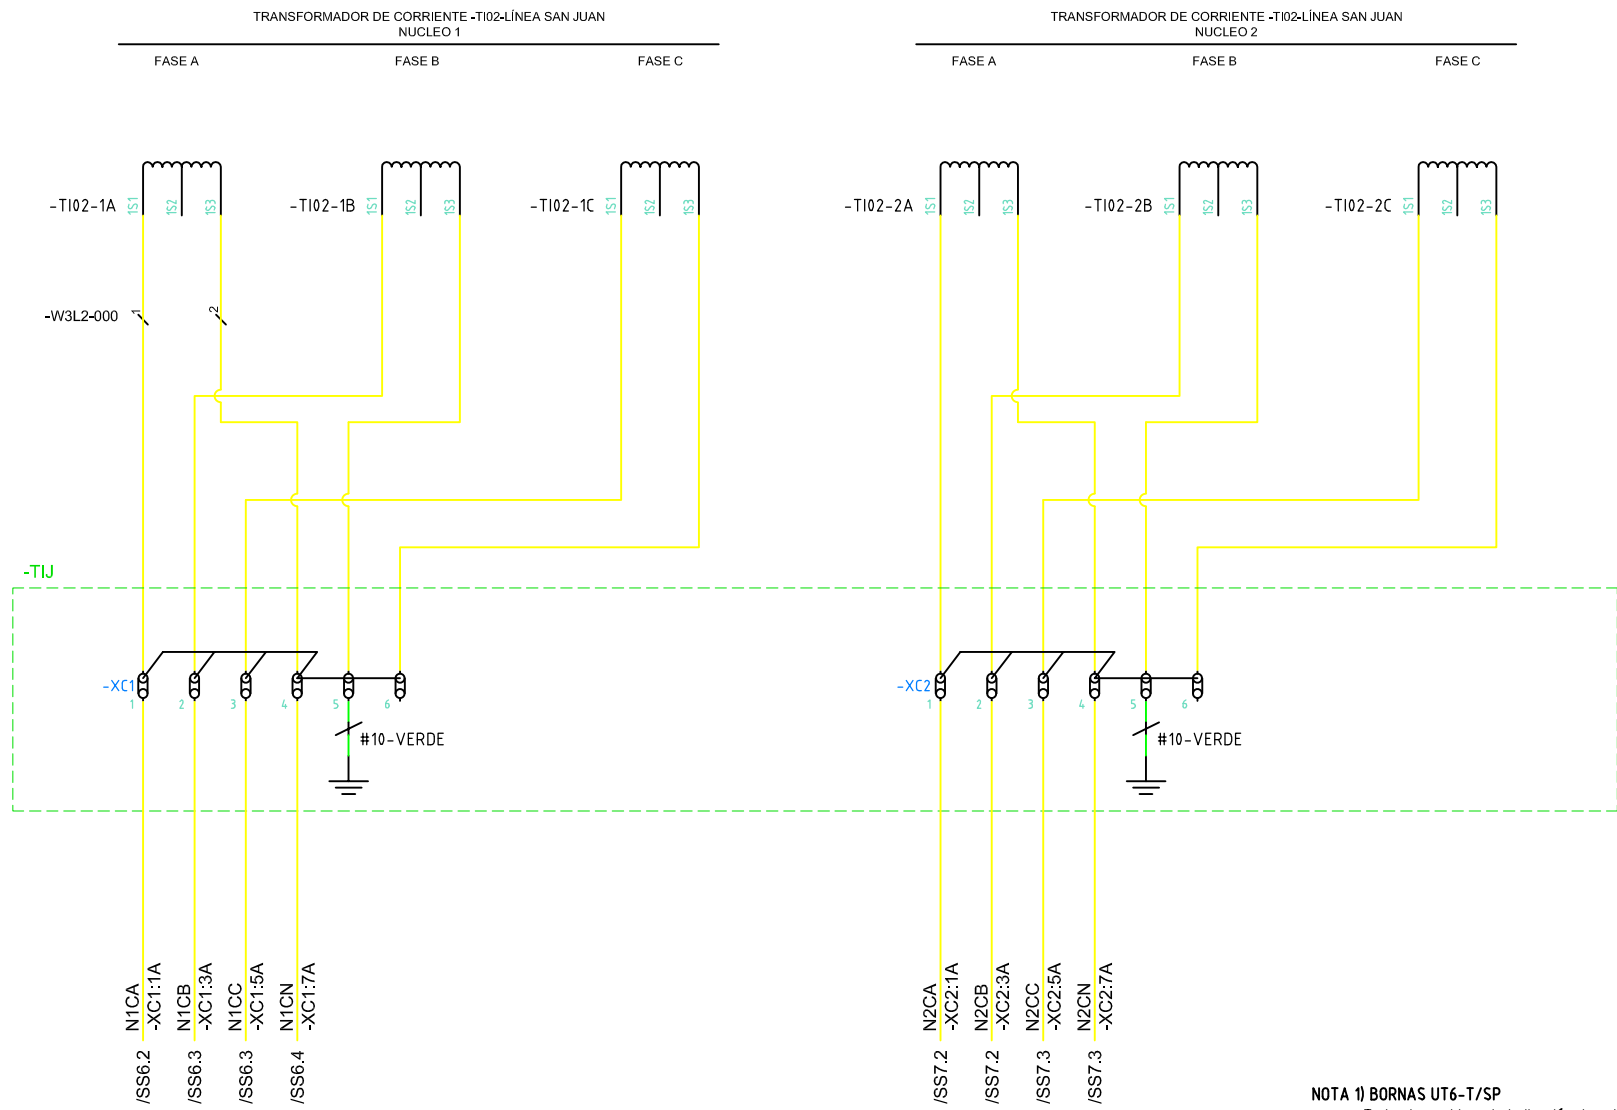 TRANSFORMADOR DE CORRIENTE -TI02-LÍNEA SAN JUAN
NUCLEO 1
FASE A FASE B FASE C
TRANSFORMADOR DE CORRIENTE -TI02-LÍNEA SAN JUAN
NUCLEO 2
FASE A FASE B FASE C
-TI02-1A 1S1 1S2 1S3
-TI02-1B 1S1 1S2 1S3
-TI02-1C 1S1 1S2 1S3
-TI02-2A 1S1 1S2 1S3
-TI02-2B 1S1 1S2 1S3
-TI02-2C 1S1 1S2 1S3
-W3L2-000 1 2
-TIJ
-XC1 1 2 3 4 5 6
#10-VERDE
-XC2 1 2 3 4 5 6
#10-VERDE
N1CA
-XC1:1A
/SS6.2
N1CB
-XC1:3A
/SS6.3
N1CC
-XC1:5A
/SS6.3
N1CN
-XC1:7A
/SS6.4
N2CA
-XC2:1A
/SS7.2
N2CB
-XC2:3A
/SS7.2
N2CC
-XC2:5A
/SS7.3
N2CN
-XC2:7A
/SS7.3
NOTA 1) BORNAS UT6-T/SP